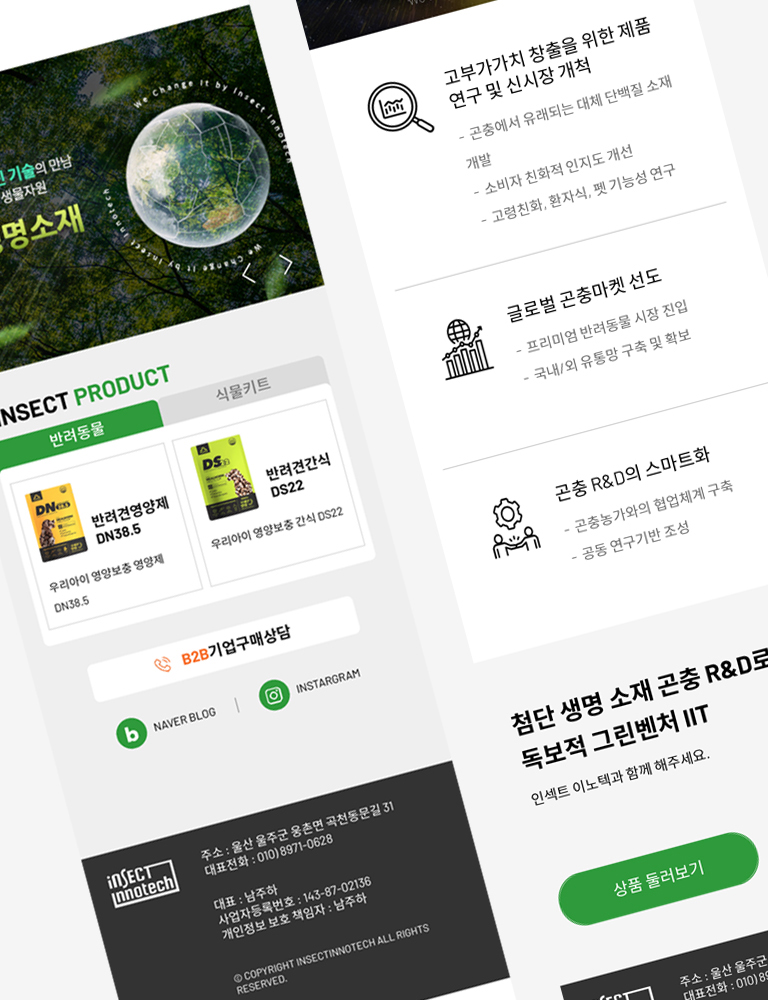 We Change It by Insect Innotech
기술의 만남
생물자원
명소재
We Change It by Insect Innotech
INSECT PRODUCT
반려동물
식물키트
DN38.5
반려견영양제
DN38.5
우리아이 영양보충 영양제
DN38.5
DS22
반려견간식
DS22
우리아이 영양보충 간식 DS22
B2B기업구매상담
NAVER BLOG
INSTARGRAM
iNSECT
Innotech
주소 : 울산 울주군 웅촌면 곡천동문길 31
대표전화 : 010) 8971-0628
대표 : 남주하
사업자등록번호 : 143-87-02136
개인정보 보호 책임자 : 남주하
© COPYRIGHT INSECTINNOTECH ALL RIGHTS
RESERVED.
고부가가치 창출을 위한 제품
연구 및 신시장 개척
- 곤충에서 유래되는 대체 단백질 소재
개발
- 소비자 친화적 인지도 개선
- 고령친화, 환자식, 펫 기능성 연구
글로벌 곤충마켓 선도
- 프리미엄 반려동물 시장 진입
- 국내/외 유통망 구축 및 확보
곤충 R&D의 스마트화
- 곤충농가와의 협업체계 구축
- 공동 연구기반 조성
첨단 생명 소재 곤충 R&D로
독보적 그린벤처 IIT
인섹트 이노텍과 함께 해주세요.
상품 둘러보기
주소 : 울산 울주군
대표전화 : 010) 89